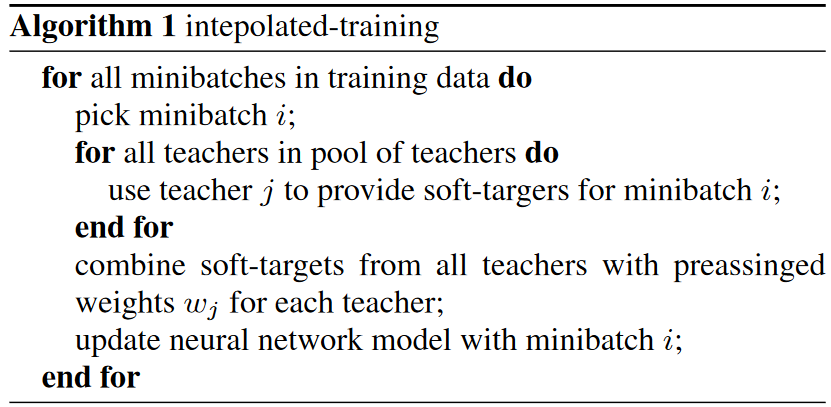 Algorithm 1 intepolated-training
for all minibatches in training data do
pick minibatch i;
for all teachers in pool of teachers do
use teacher j to provide soft-targers for minibatch i;
end for
combine soft-targets from all teachers with preassinged
weights w_j for each teacher;
update neural network model with minibatch i;
end for